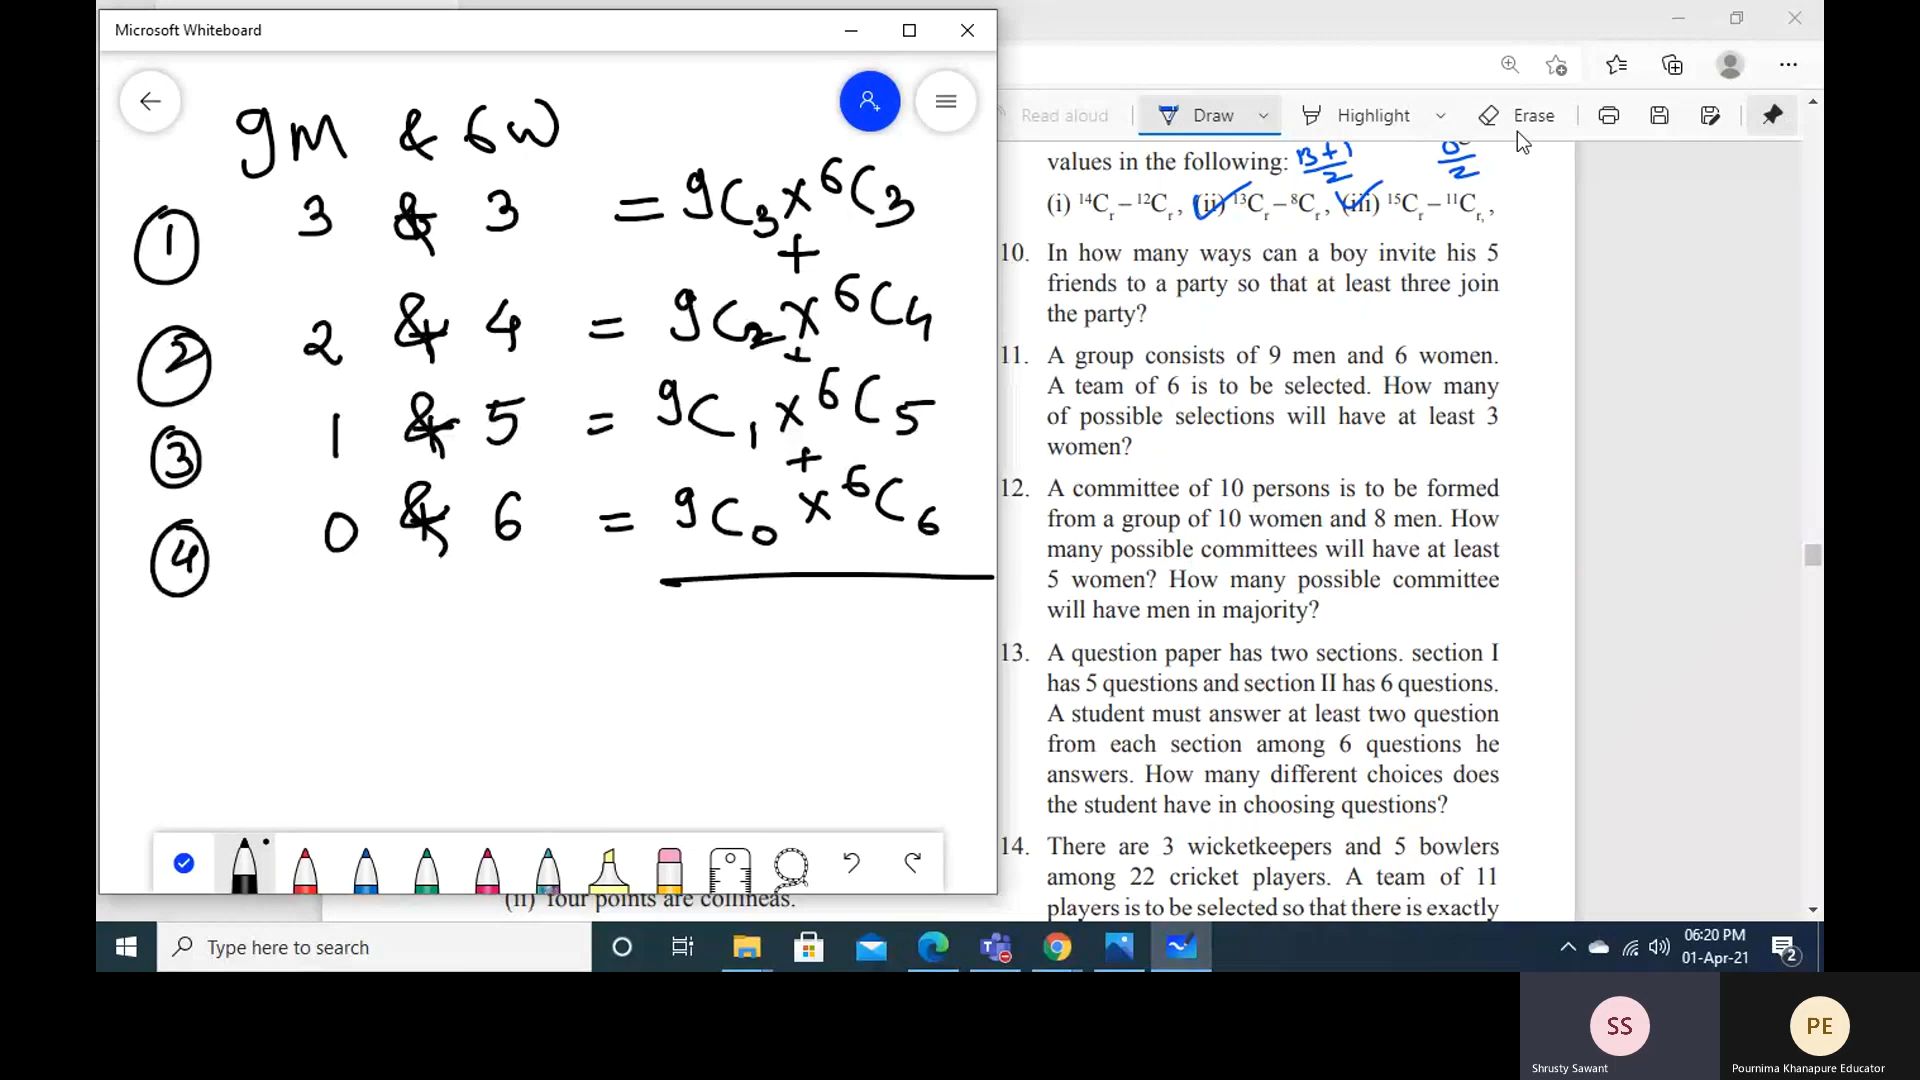 Microsoft Whiteboard
9M & 6W
① 3 & 3 = 9C₃ × ⁶C₃
+
② 2 & 4 = 9C₂ × ⁶C₄
+
③ 1 & 5 = 9C₁ × ⁶C₅
+
④ 0 & 6 = 9C₀ × ⁶C₆
(ii) four points are collineas.
Read aloud
Draw
Highlight
Erase
values in the following: 13+1
2
2
(i) ¹⁴Cᵣ – ¹²Cᵣ , (ii) ¹³Cᵣ – ⁸Cᵣ , (iii) ¹⁵Cᵣ – ¹¹Cᵣ, ,
10. In how many ways can a boy invite his 5
friends to a party so that at least three join
the party?
11. A group consists of 9 men and 6 women.
A team of 6 is to be selected. How many
of possible selections will have at least 3
women?
12. A committee of 10 persons is to be formed
from a group of 10 women and 8 men. How
many possible committees will have at least
5 women? How many possible committee
will have men in majority?
13. A question paper has two sections. section I
has 5 questions and section II has 6 questions.
A student must answer at least two question
from each section among 6 questions he
answers. How many different choices does
the student have in choosing questions?
14. There are 3 wicketkeepers and 5 bowlers
among 22 cricket players. A team of 11
players is to be selected so that there is exactly
Type here to search
06:20 PM
01-Apr-21
2
SS
Shrusty Sawant
PE
Pournima Khanapure Educator